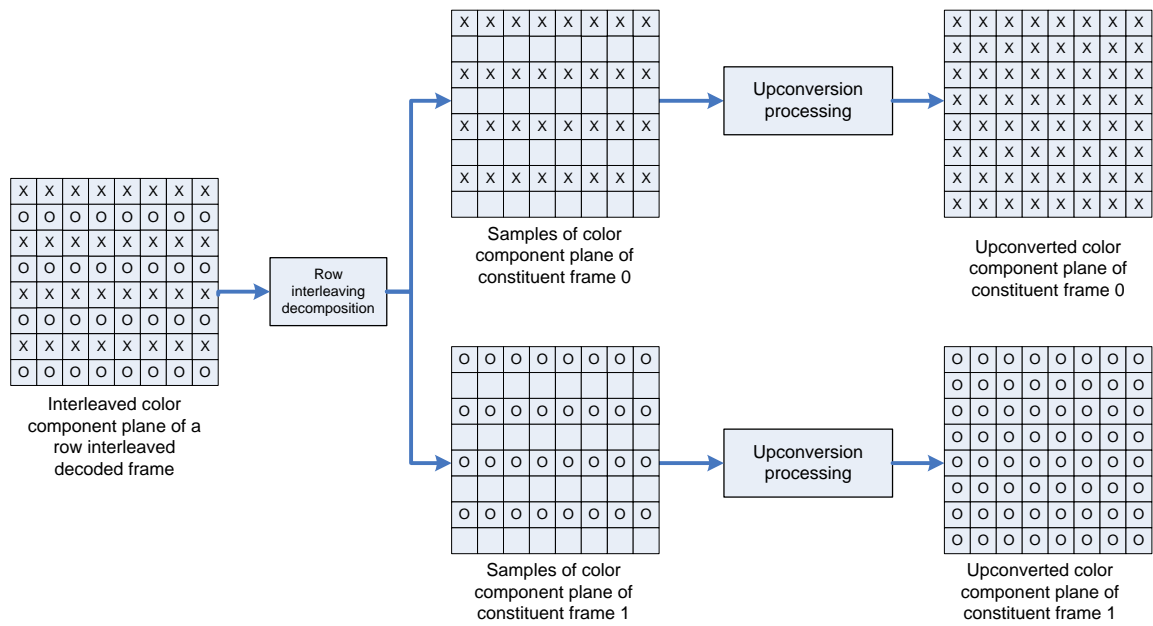 X X X X X X X X
O O O O O O O O
X X X X X X X X
O O O O O O O O
X X X X X X X X
O O O O O O O O
X X X X X X X X
O O O O O O O O
Interleaved color
component plane of a
row interleaved
decoded frame
Row
interleaving
decomposition
X X X X X X X X
X X X X X X X X
X X X X X X X X
X X X X X X X X
Samples of color
component plane of
constituent frame 0
Upconversion
processing
X X X X X X X X
X X X X X X X X
X X X X X X X X
X X X X X X X X
X X X X X X X X
X X X X X X X X
X X X X X X X X
X X X X X X X X
Upconverted color
component plane of
constituent frame 0
O O O O O O O O
O O O O O O O O
O O O O O O O O
O O O O O O O O
Samples of color
component plane of
constituent frame 1
Upconversion
processing
O O O O O O O O
O O O O O O O O
O O O O O O O O
O O O O O O O O
O O O O O O O O
O O O O O O O O
O O O O O O O O
O O O O O O O O
Upconverted color
component plane of
constituent frame 1